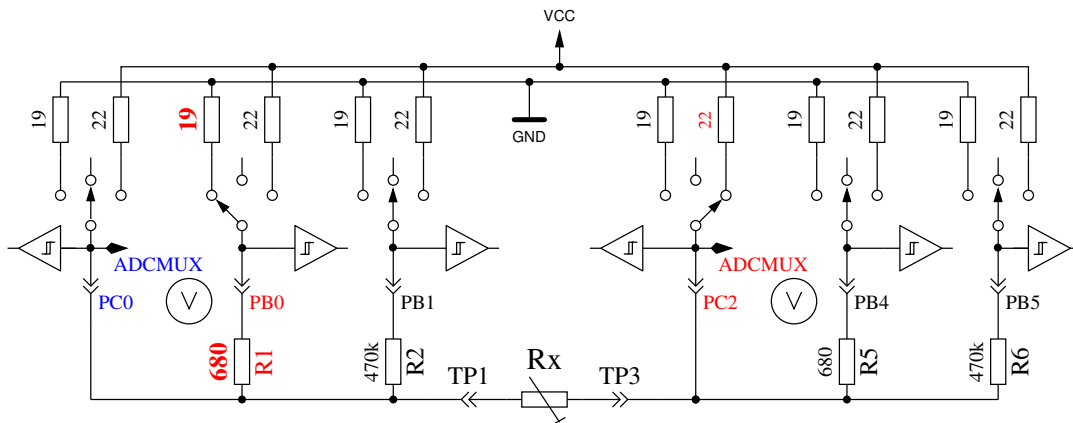 VCC
19
22
19
22
19
22
GND
19
22
19
22
19
22
ADCMUX
ADCMUX
PC0
V
PB0
PB1
PC2
V
PB4
PB5
680
R1
470k
R2
TP1
Rx
TP3
680
R5
470k
R6